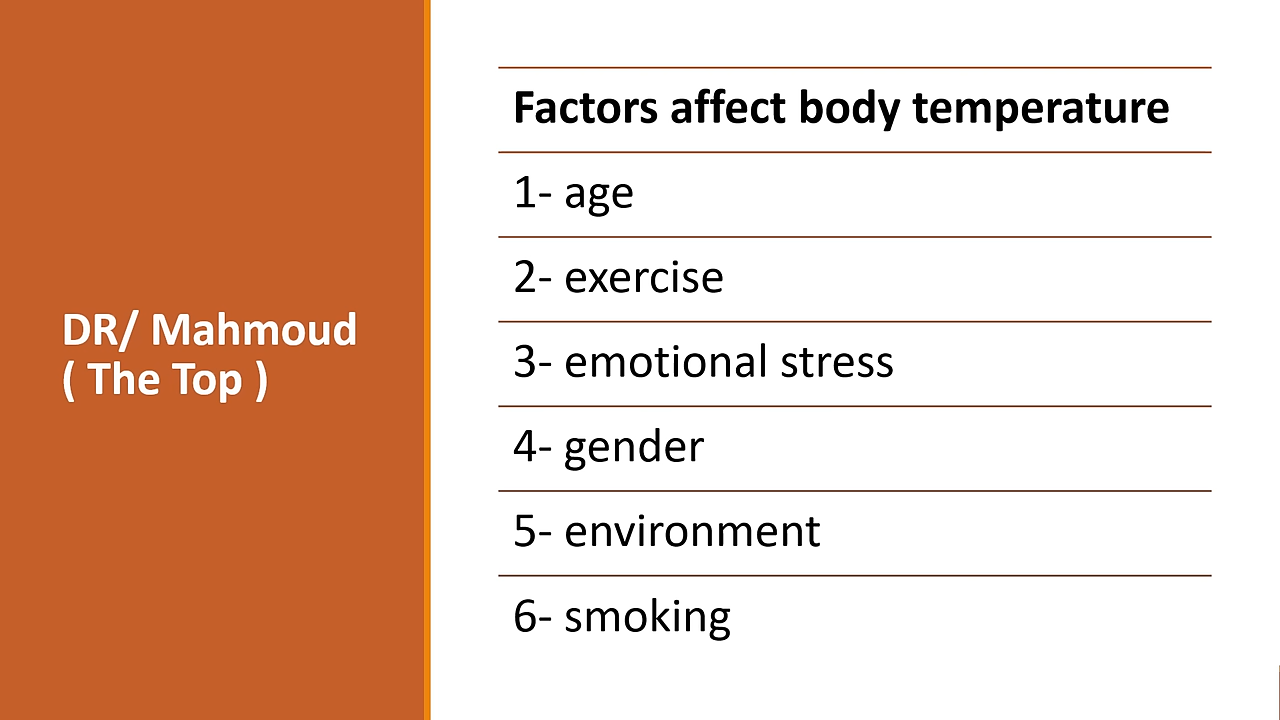 DR/ Mahmoud
( The Top )
Factors affect body temperature
1- age
2- exercise
3- emotional stress
4- gender
5- environment
6- smoking